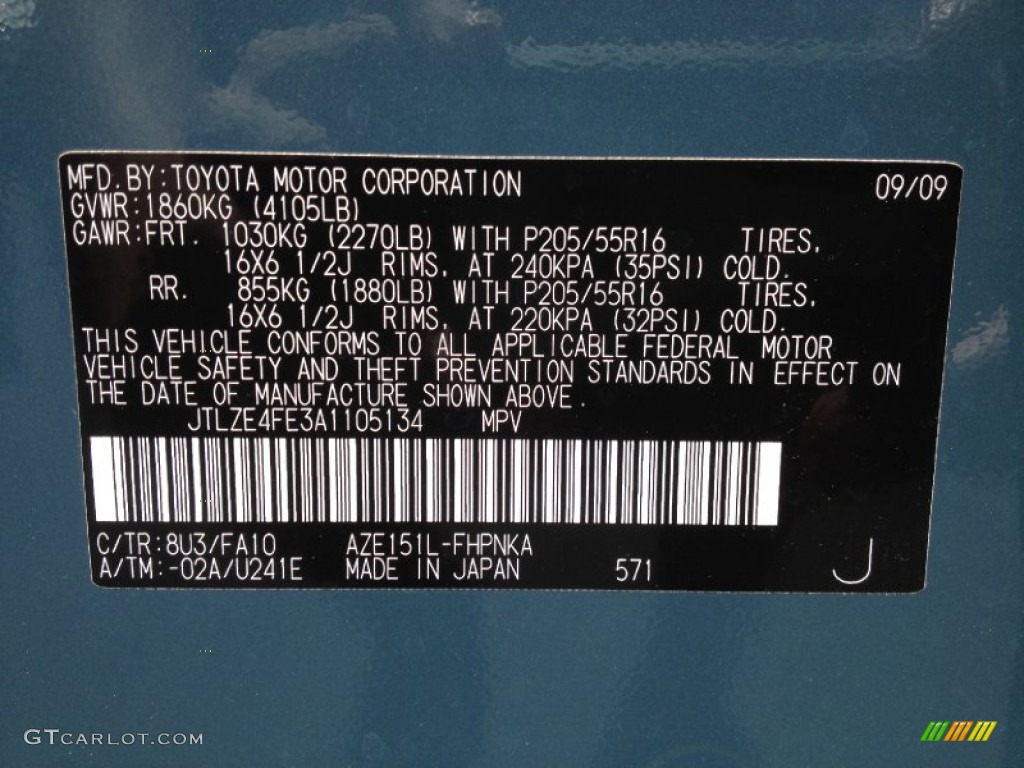 MFD. BY: TOYOTA MOTOR CORPORATION 09/09
GVWR: 1860KG (4105LB)
GAWR: FRT. 1030KG (2270LB) WITH P205/55R16 TIRES,
16X6 1/2J RIMS, AT 240KPA (35PSI) COLD.
RR. 855KG (1880LB) WITH P205/55R16 TIRES,
16X6 1/2J RIMS, AT 220KPA (32PSI) COLD.
THIS VEHICLE CONFORMS TO ALL APPLICABLE FEDERAL MOTOR
VEHICLE SAFETY AND THEFT PREVENTION STANDARDS IN EFFECT ON
THE DATE OF MANUFACTURE SHOWN ABOVE.
JTLZE4FE3A1105134 MPV
C/TR: 8U3/FA10 AZE151L-FHPNKA
A/TM: -02A/U241E MADE IN JAPAN 571 J
GTCARLOT.COM